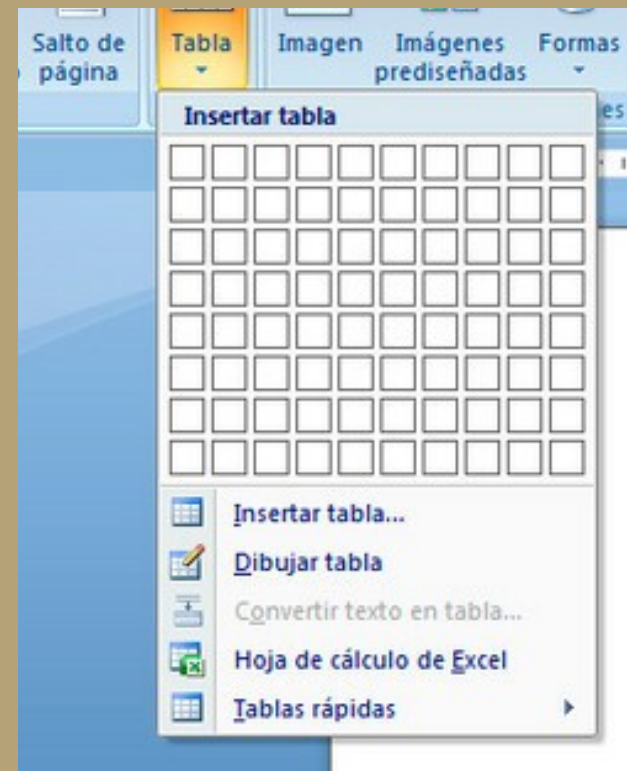 Salto de página
Tabla
Imagen
Imágenes prediseñadas
Formas
Insertar tabla
Insertar tabla...
Dibujar tabla
Convertir texto en tabla...
Hoja de cálculo de Excel
Tablas rápidas